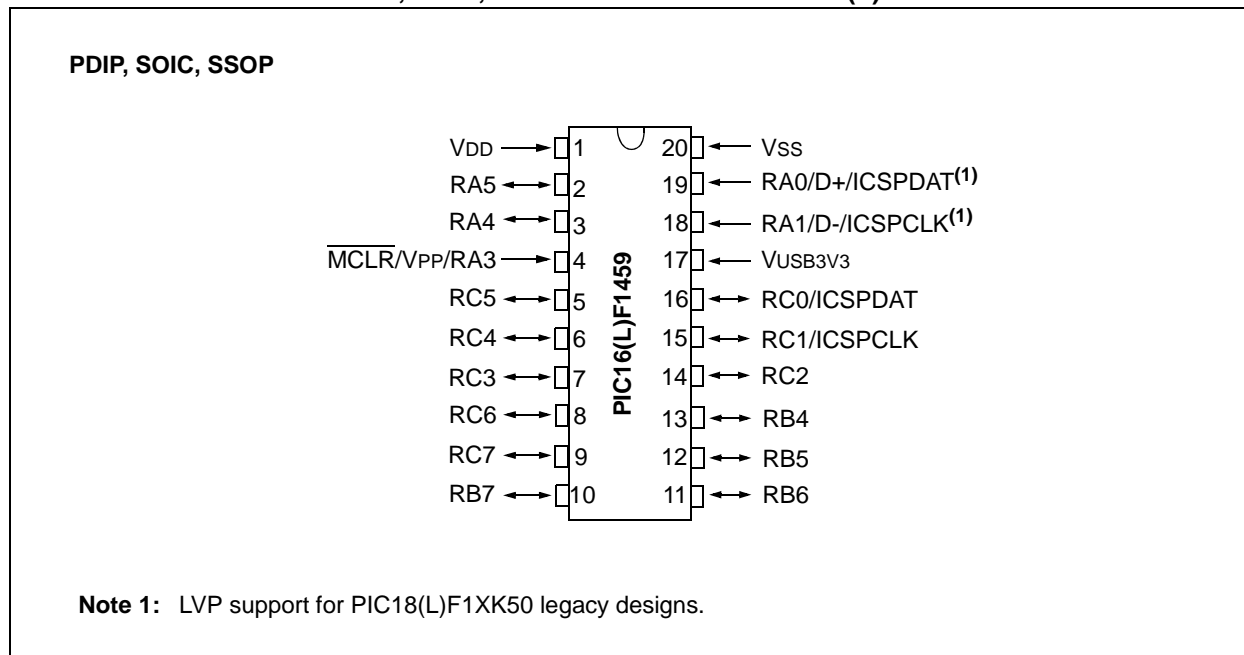 PDIP, SOIC, SSOP
VDD 1 20 VSS
RA5 2 19 RA0/D+/ICSPDAT(1)
RA4 3 18 RA1/D-/ICSPCLK(1)
MCLR/VPP/RA3 4 17 VUSB3V3
RC5 5 16 RC0/ICSPDAT
RC4 6 15 RC1/ICSPCLK
RC3 7 14 RC2
RC6 8 13 RB4
RC7 9 12 RB5
RB7 10 11 RB6
PIC16(L)F1459
Note 1: LVP support for PIC18(L)F1XK50 legacy designs.